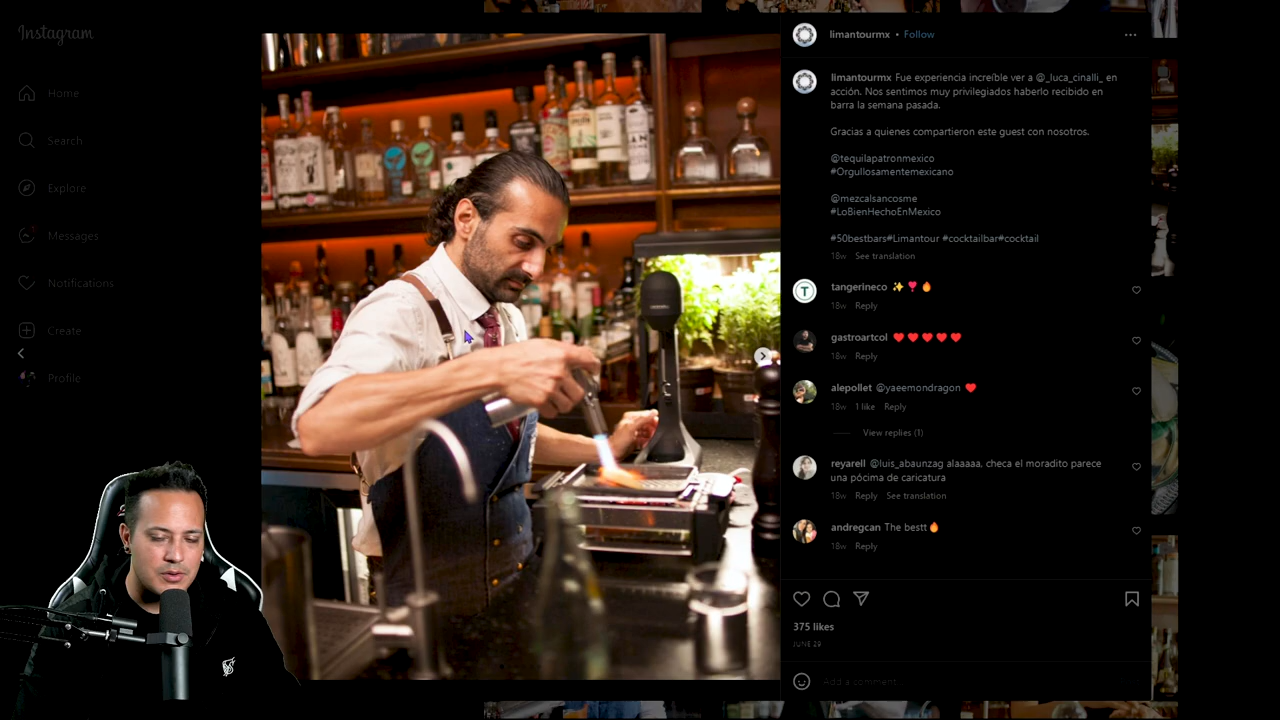 Instagram
Home
Search
Explore
Messages
Notifications
Create
Profile
limantourmx • Follow
limantourmx Fue experiencia increíble ver a @_luca_cinalli_ en
acción. Nos sentimos muy privilegiados haberlo recibido en
barra la semana pasada.
Gracias a quienes compartieron este guest con nosotros.
@tequilapatronmexico
#Orgullosamentemexicano
@mezcalsancosme
#LoBienHechoEnMexico
#50bestbars#Limantour #cocktailbar#cocktail
18w See translation
tangerineco ✨❣️🔥
18w Reply
gastroartcol ❤️❤️❤️❤️❤️
18w Reply
alepollet @yaeemondragon ❤️
18w 1 like Reply
View replies (1)
reyarell @luis_abaunzag alaaaaa, checa el moradito parece
una pócima de caricatura
18w Reply See translation
andregcan The bestt🔥
18w Reply
375 likes
JUNE 29
Add a comment...